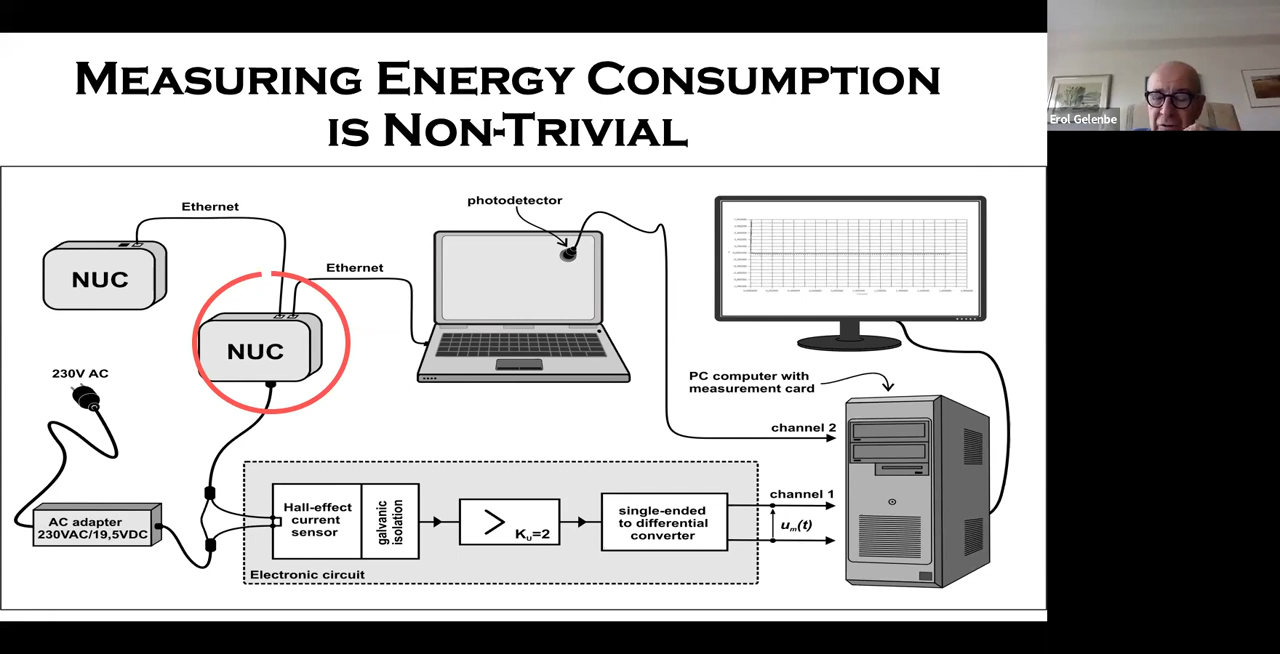 MEASURING ENERGY CONSUMPTION
IS NON-TRIVIAL
Erol Gelenbe
Ethernet
photodetector
NUC
Ethernet
NUC
230V AC
PC computer with
measurement card
channel 2
AC adapter
230VAC/19,5VDC
Hall-effect
current
sensor
galvanic
isolation
> Kᵤ=2
single-ended
to differential
converter
channel 1
uₘ(t)
Electronic circuit